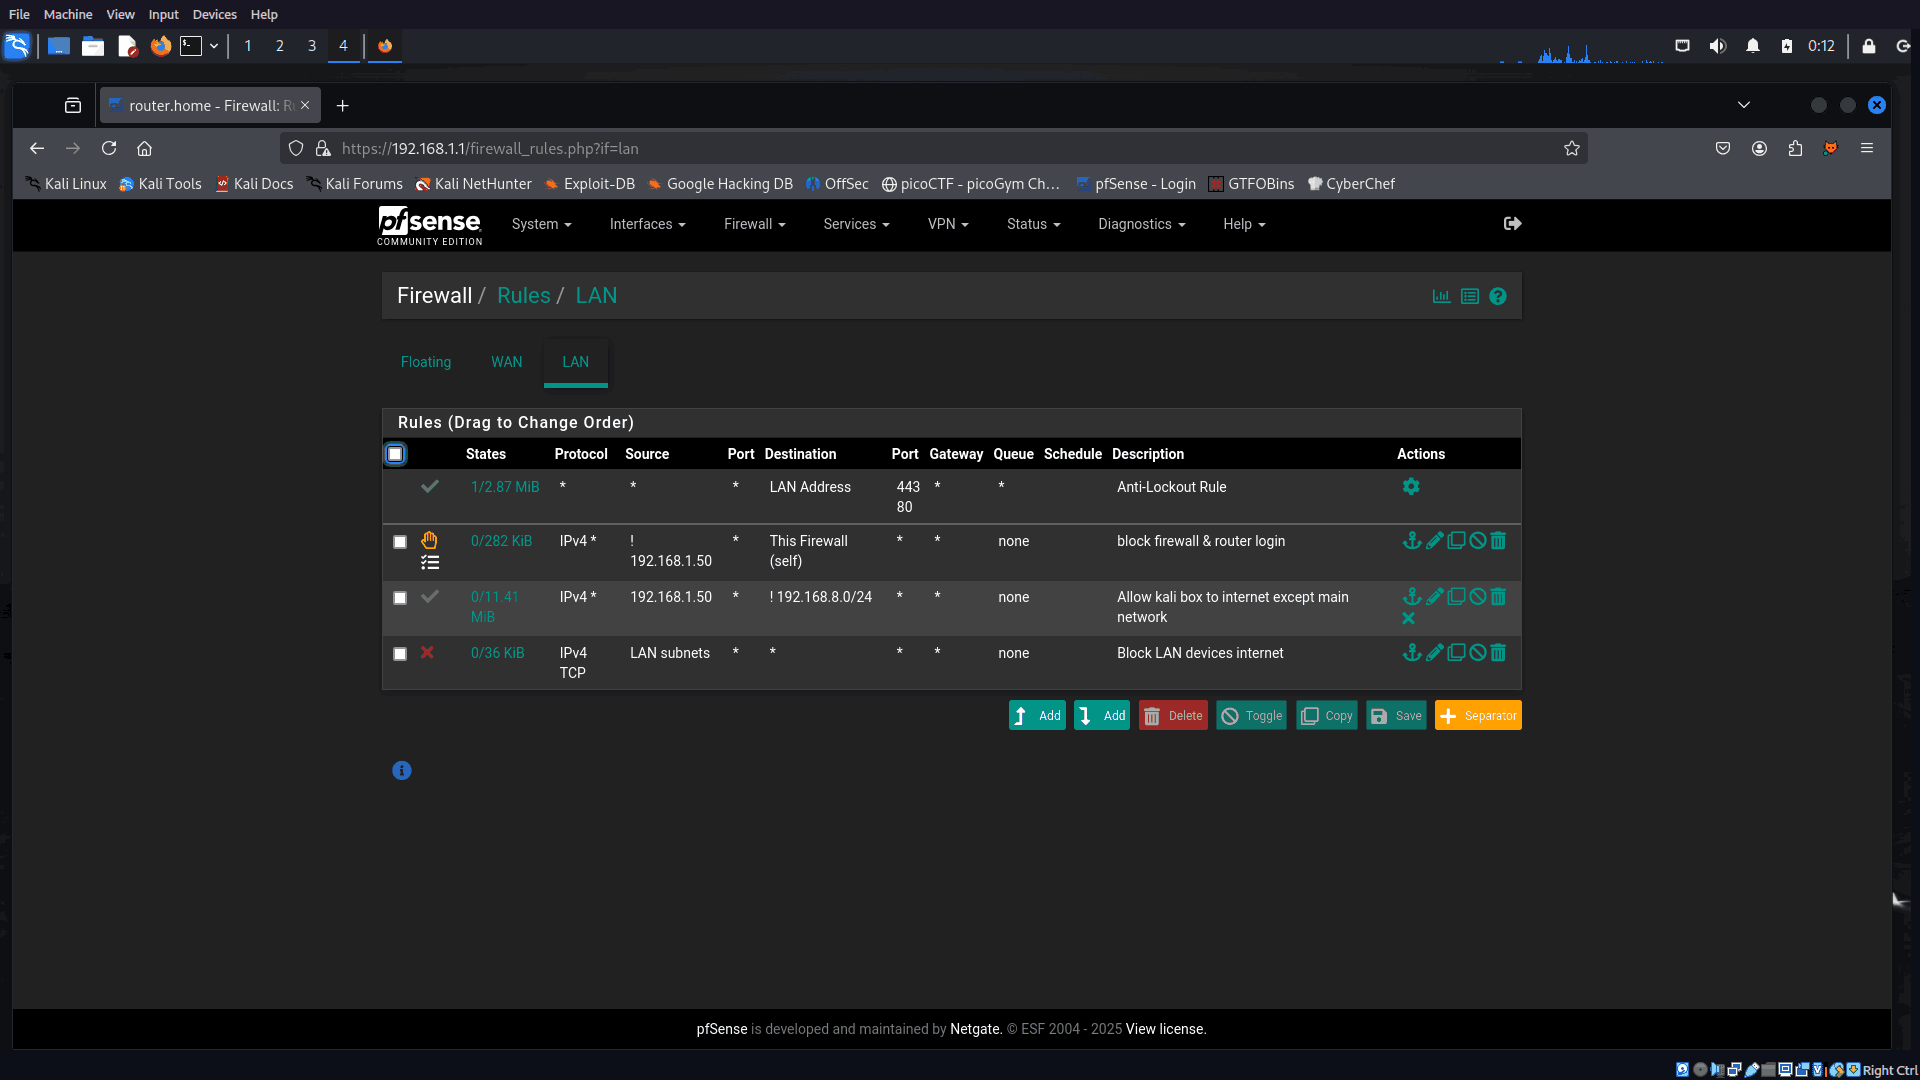 File Machine View Input Devices Help
1 2 3 4 0:12
router.home - Firewall: R
https://192.168.1.1/firewall_rules.php?if=lan
Kali Linux Kali Tools Kali Docs Kali Forums Kali NetHunter Exploit-DB Google Hacking DB OffSec picoCTF - picoGym Ch… pfSense - Login GTFOBins CyberChef
pfsense System Interfaces Firewall Services VPN Status Diagnostics Help
COMMUNITY EDITION
Firewall / Rules / LAN
Floating WAN LAN
Rules (Drag to Change Order)
States Protocol Source Port Destination Port Gateway Queue Schedule Description Actions
1/2.87 MiB * * * LAN Address 443 * * Anti-Lockout Rule
80
0/282 KiB IPv4 * ! * This Firewall * * none block firewall & router login
192.168.1.50 (self)
0/11.41 IPv4 * 192.168.1.50 * ! 192.168.8.0/24 * * none Allow kali box to internet except main
MiB network
0/36 KiB IPv4 LAN subnets * * * * none Block LAN devices internet
TCP
Add Add Delete Toggle Copy Save Separator
pfSense is developed and maintained by Netgate. © ESF 2004 - 2025 View license.
Right Ctrl